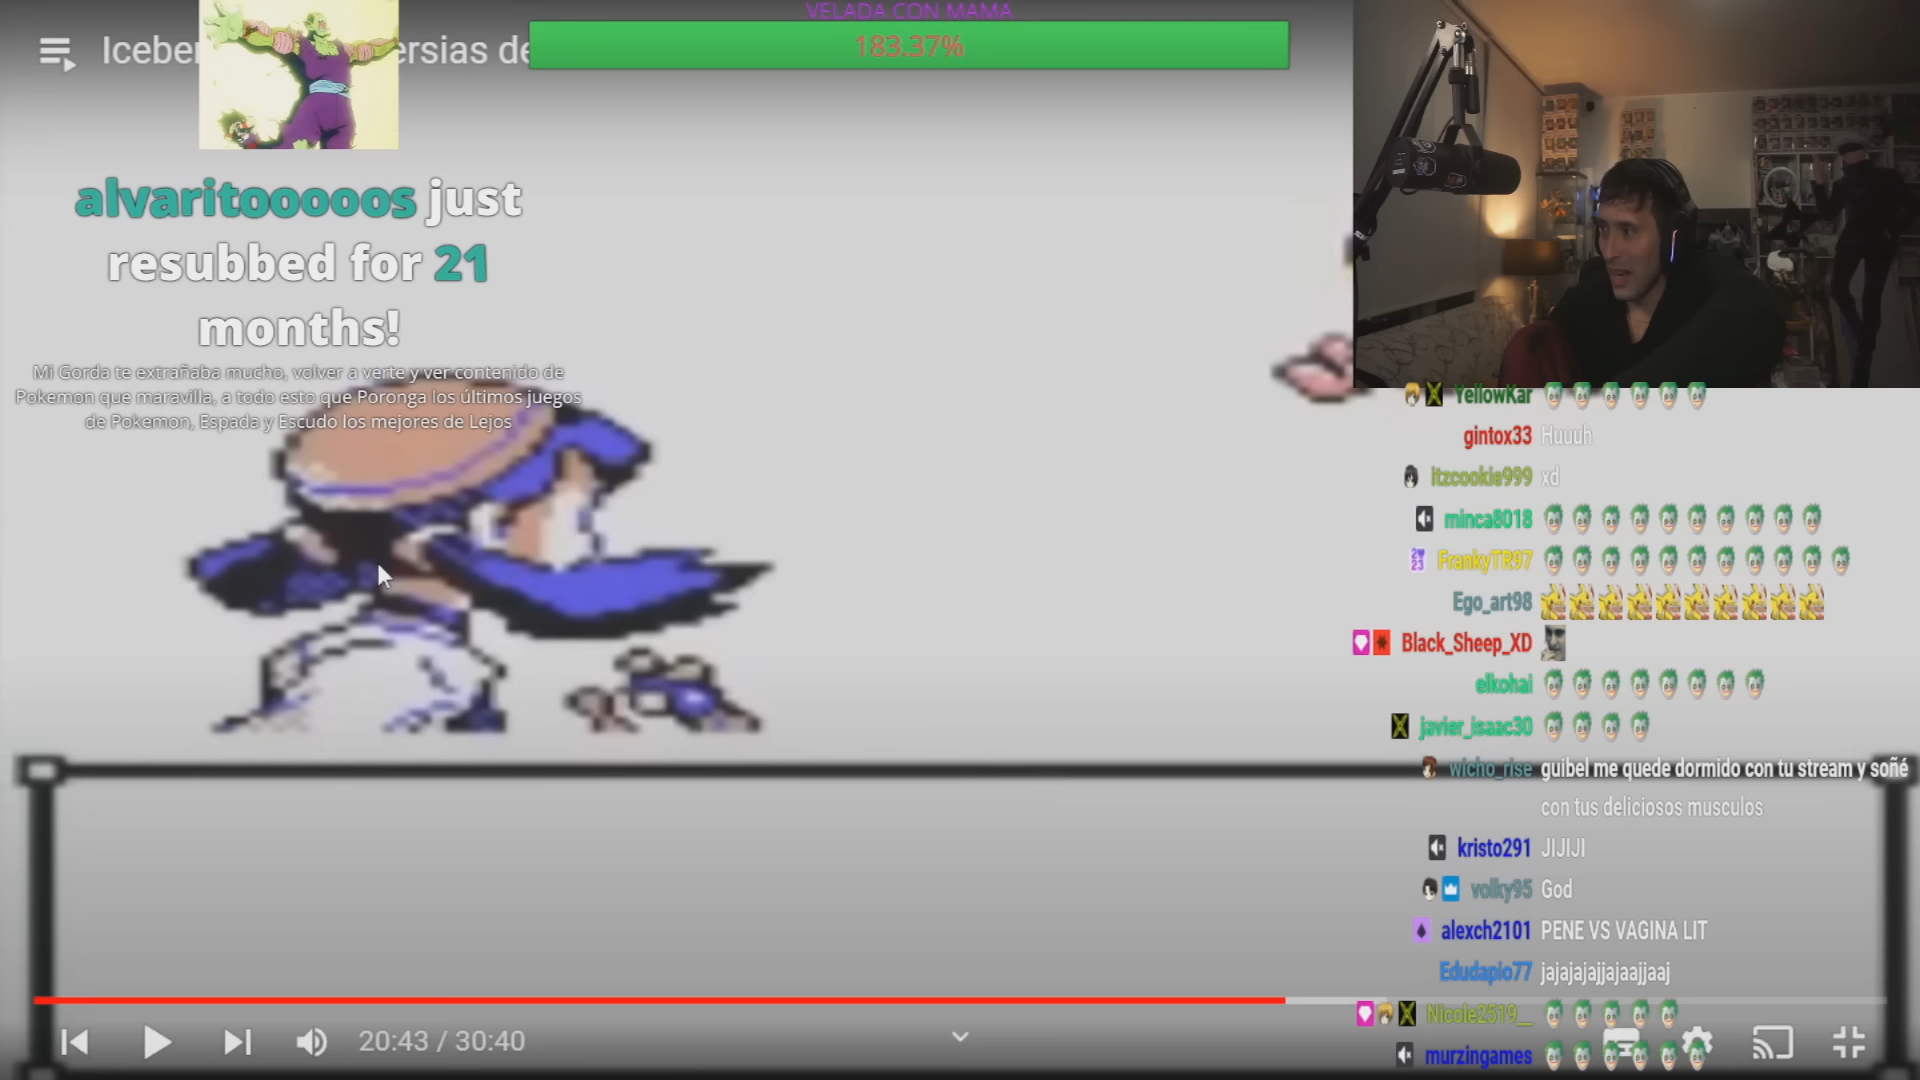 VELADA CON MAMA
183.37%
ersias de
alvaritooooos just
resubbed for 21
months!
Mi Gorda te extrañaba mucho, volver a verte y ver contenido de
Pokemon que maravilla, a todo esto que Poronga los últimos juegos
de Pokemon, Espada y Escudo los mejores de Lejos
YellowKar
gintox33 Huuuh
Itzcookie999 xd
minca8018
FrankyTR97
Ego_art98
Black_Sheep_XD
elkohai
javier_isaac30
wicho_rise guibel me quede dormido con tu stream y soñé
con tus deliciosos musculos
kristo291 JIJIJI
volky95 God
alexch2101 PENE VS VAGINA LIT
Edudapio77 jajajajajjajaajjaaj
Nicole2519__
murzingames
20:43 / 30:40